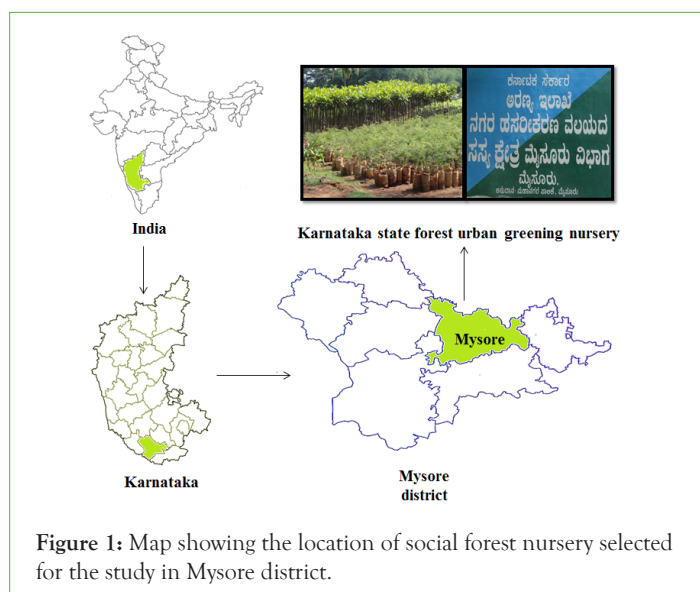 ಕರ್ನಾಟಕ ಸರ್ಕಾರ
ಅರಣ್ಯ ಇಲಾಖೆ
ನಗರ ಹಸರೀಕರಣ ವಲಯದ
ಸಸ್ಯ ಕ್ಷೇತ್ರ ಮೈಸೂರು ವಿಭಾಗ
ಮೈಸೂರು.
ಮಹಾನಗರ ಪಾಲಿಕೆ, ಮೈಸೂರು
Karnataka state forest urban greening nursery
India
Mysore
Karnataka
Mysore
district
Figure 1: Map showing the location of social forest nursery selected
for the study in Mysore district.